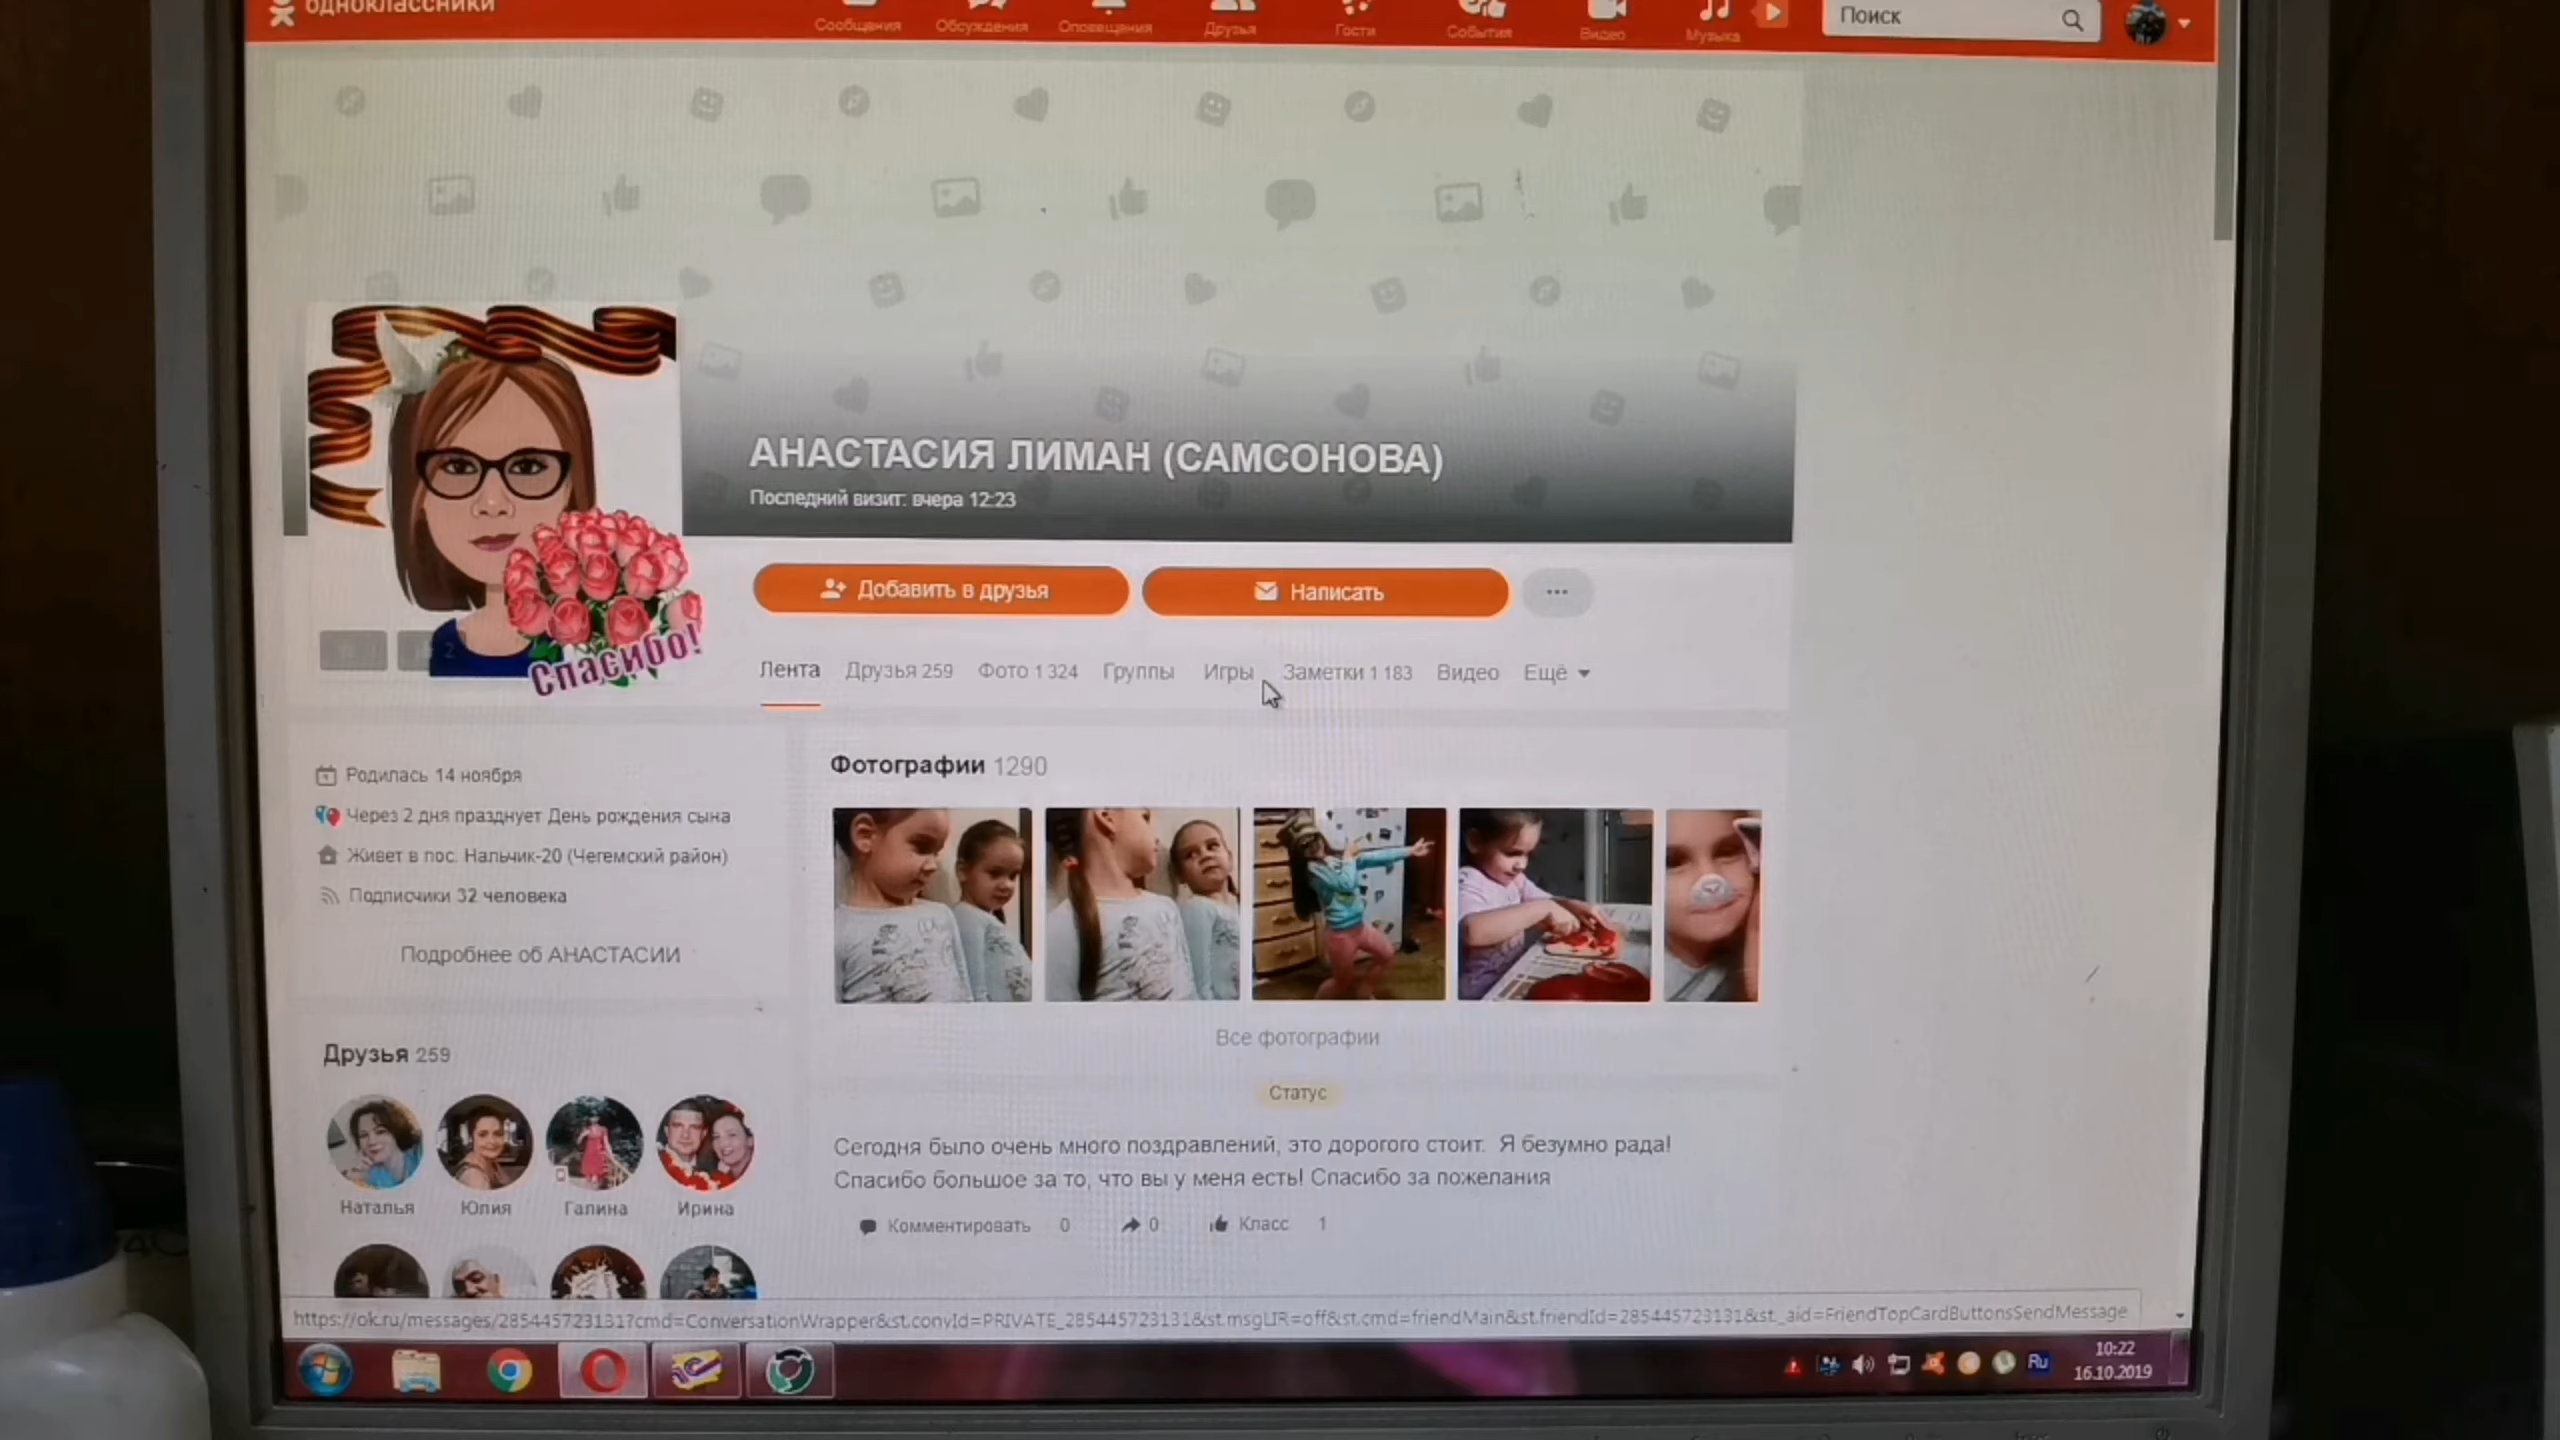 одноклассники
Сообщения Обсуждения Оповещения Друзья Гости События Видео Музыка Поиск
АНАСТАСИЯ ЛИМАН (САМСОНОВА)
Последний визит: вчера 12:23
Добавить в друзья Написать ...
Спасибо!
Лента Друзья 259 Фото 1 324 Группы Игры Заметки 1 183 Видео Ещё
Родилась 14 ноября
Через 2 дня празднует День рождения сына
Живет в пос. Нальчик-20 (Чегемский район)
Подписчики 32 человека
Подробнее об АНАСТАСИИ
Фотографии 1290
Все фотографии
Друзья 259
Наталья Юлия Галина Ирина
Статус
Сегодня было очень много поздравлений, это дорогого стоит. Я безумно рада!
Спасибо большое за то, что вы у меня есть! Спасибо за пожелания
Комментировать 0 0 Класс 1
https://ok.ru/messages/285445723131?cmd=ConversationWrapper&st.convId=PRIVATE_285445723131&st.msgLIR=off&st.cmd=friendMain&st.friendId=285445723131&st._aid=FriendTopCardButtonsSendMessage
Ru
10:22
16.10.2019